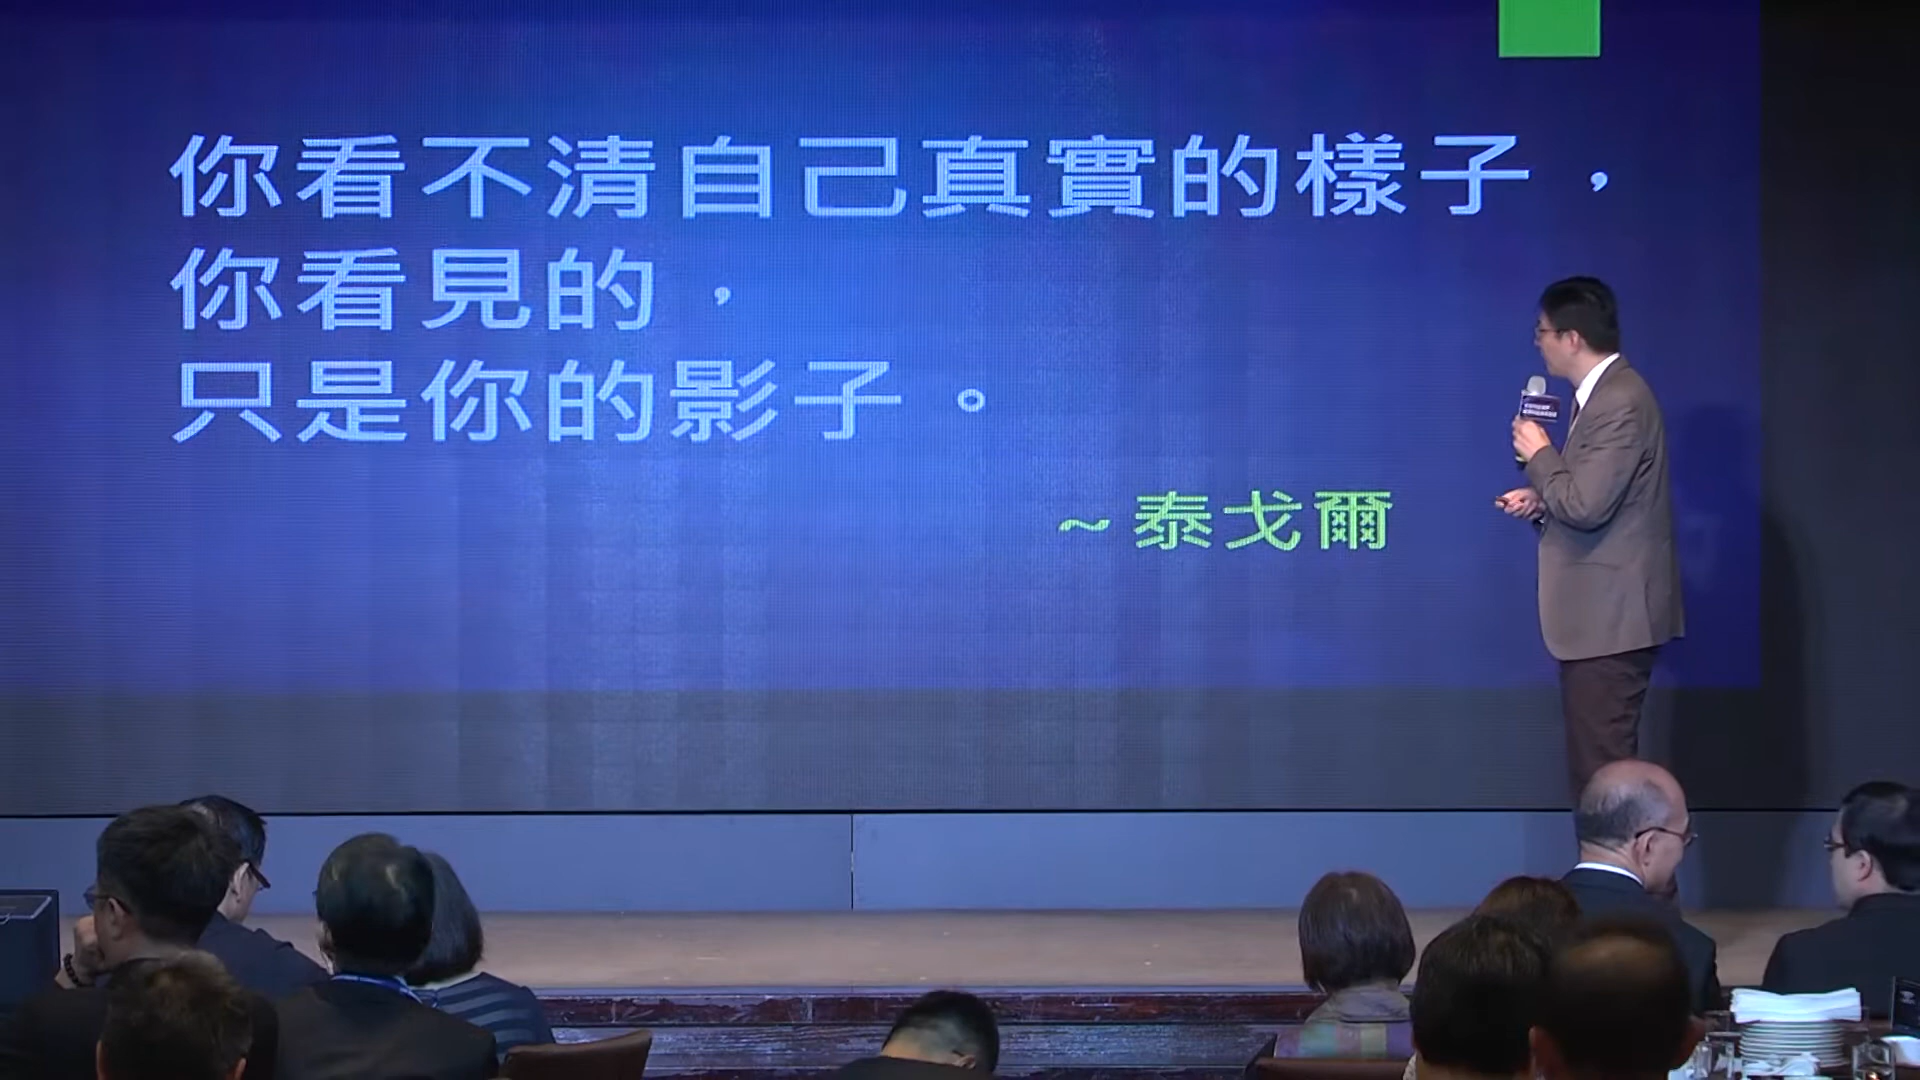 你看不清自己真實的樣子，
你看見的，
只是你的影子。
~泰戈爾